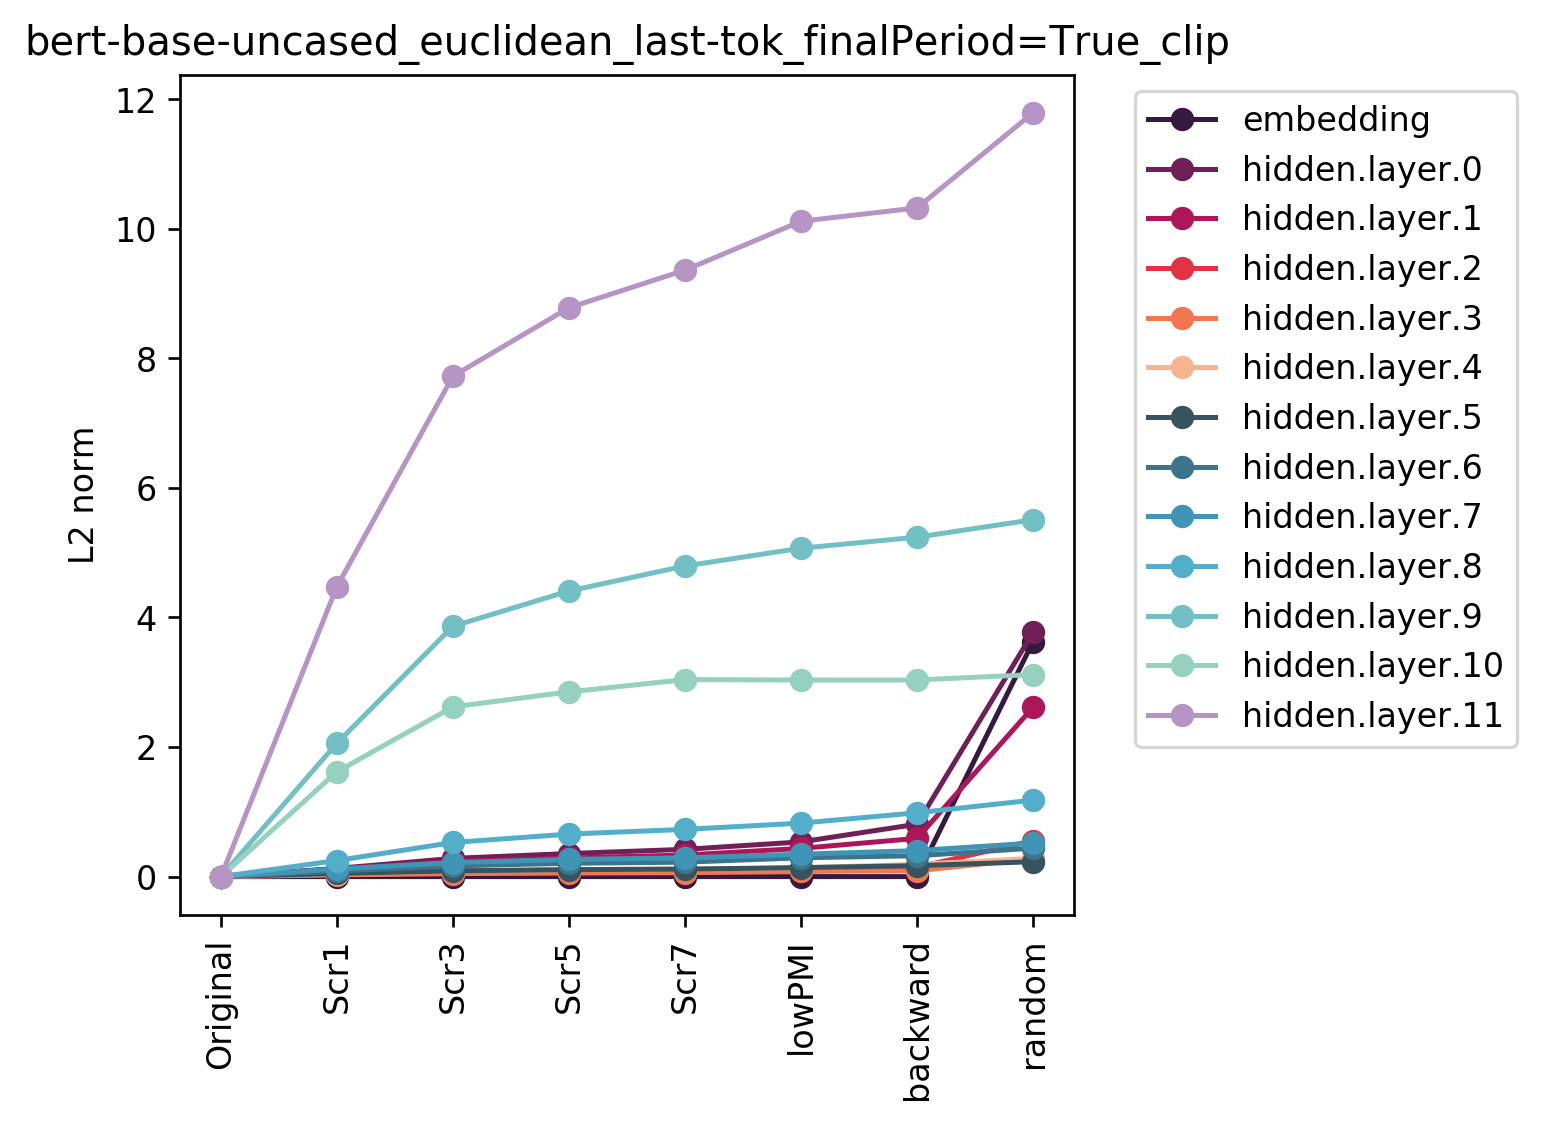 bert-base-uncased_euclidean_last-tok_finalPeriod=True_clip
12
10
8
6
4
2
0
L2 norm
Original
Scr1
Scr3
Scr5
Scr7
lowPMI
backward
random
embedding
hidden.layer.0
hidden.layer.1
hidden.layer.2
hidden.layer.3
hidden.layer.4
hidden.layer.5
hidden.layer.6
hidden.layer.7
hidden.layer.8
hidden.layer.9
hidden.layer.10
hidden.layer.11